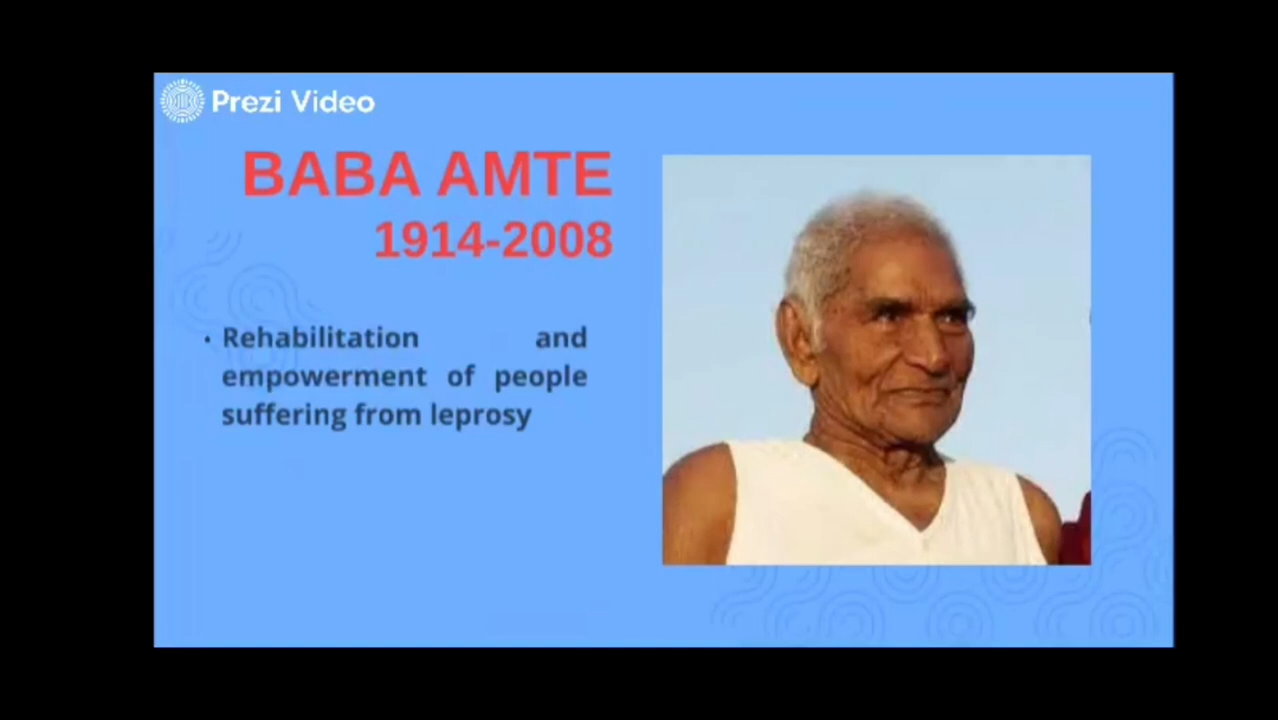 Prezi Video
BABA AMTE
1914-2008
· Rehabilitation and
empowerment of people
suffering from leprosy